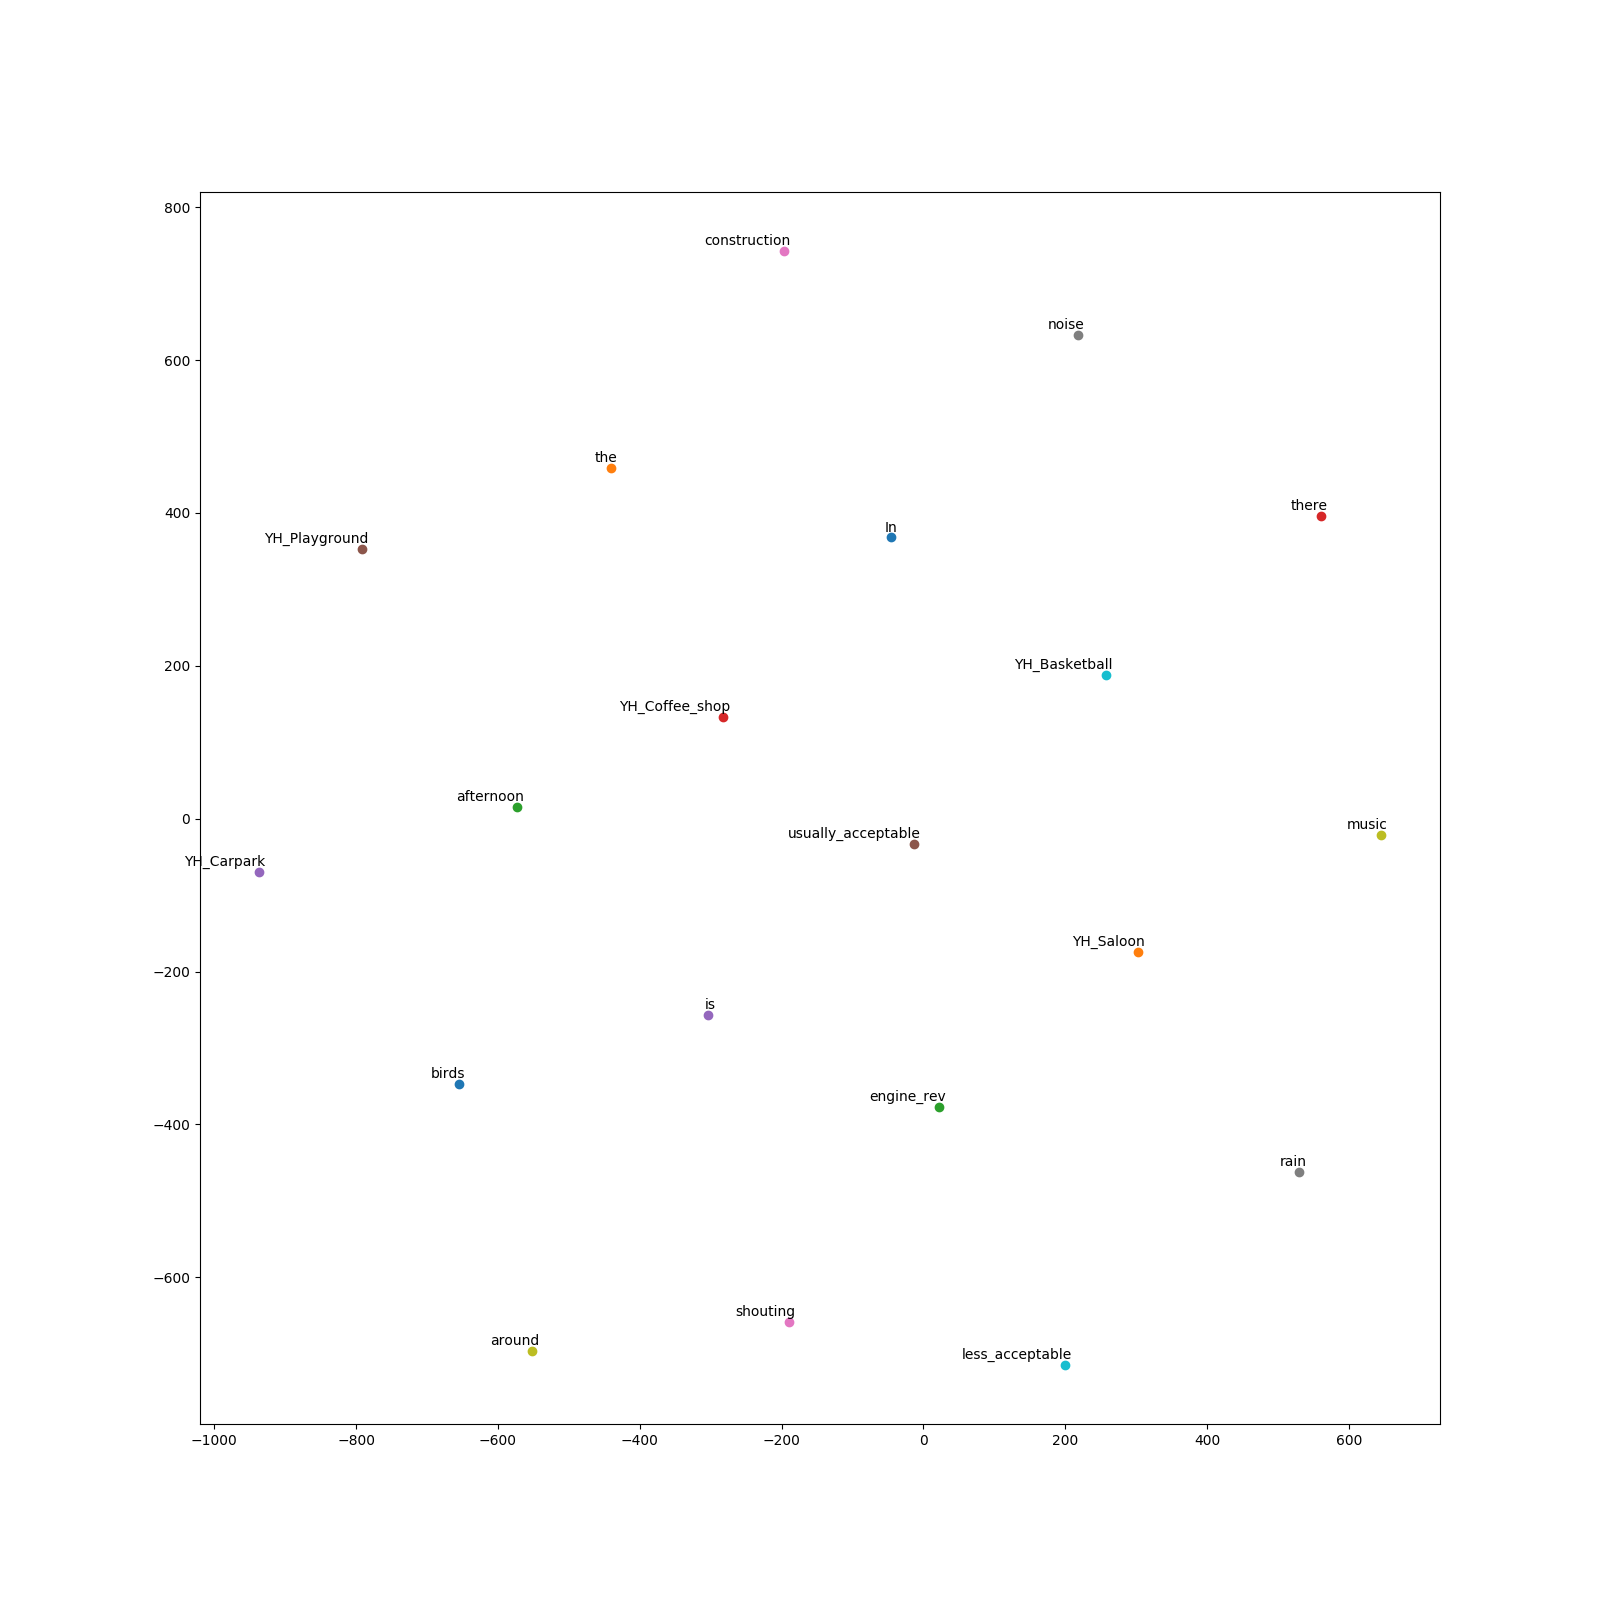 800
construction
noise
600
the
there
In
400
YH_Playground
YH_Basketball
200
YH_Coffee_shop
afternoon
0
music
usually_acceptable
YH_Carpark
YH_Saloon
−200
is
birds
engine_rev
−400
rain
−600
shouting
around
less_acceptable
−1000 −800 −600 −400 −200 0 200 400 600